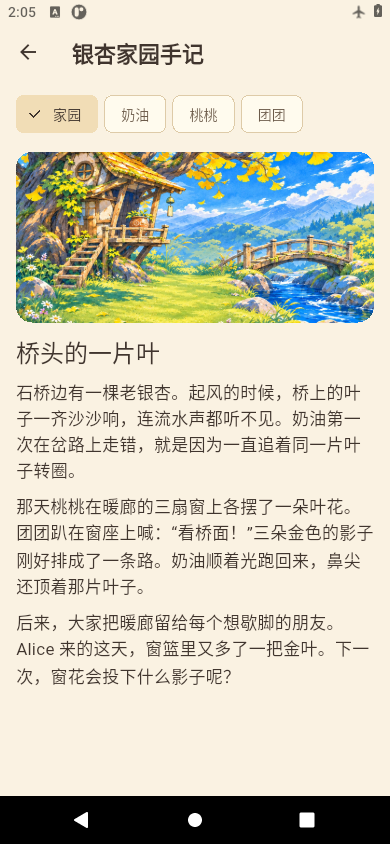 2:05
银杏家园手记
家园 奶油 桃桃 团团
桥头的一片叶
石桥边有一棵老银杏。起风的时候，桥上的叶
子一齐沙沙响，连流水声都听不见。奶油第一
次在岔路上走错，就是因为一直追着同一片叶
子转圈。
那天桃桃在暖廊的三扇窗上各摆了一朵叶花。
团团趴在窗座上喊：“看桥面！”三朵金色的影子
刚好排成了一条路。奶油顺着光跑回来，鼻尖
还顶着那片叶子。
后来，大家把暖廊留给每个想歇脚的朋友。
Alice 来的这天，窗篮里又多了一把金叶。下一
次，窗花会投下什么影子呢？